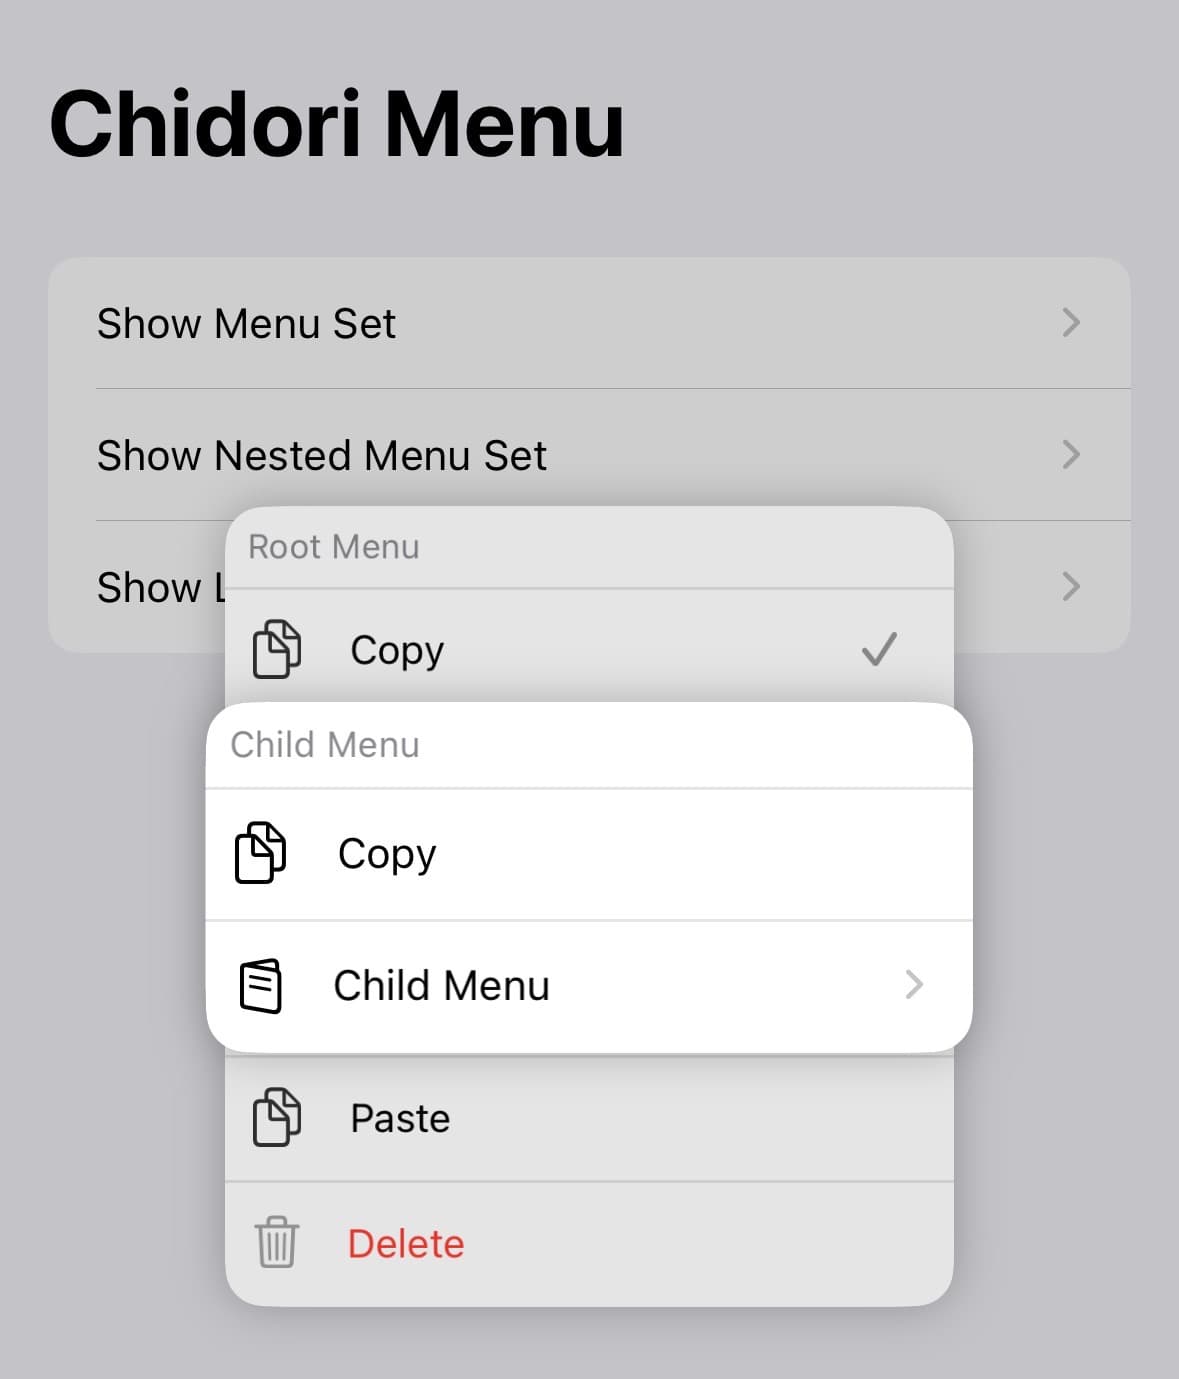 Chidori Menu
Show Menu Set
Show Nested Menu Set
Show
Root Menu
Copy
Child Menu
Copy
Child Menu
Paste
Delete